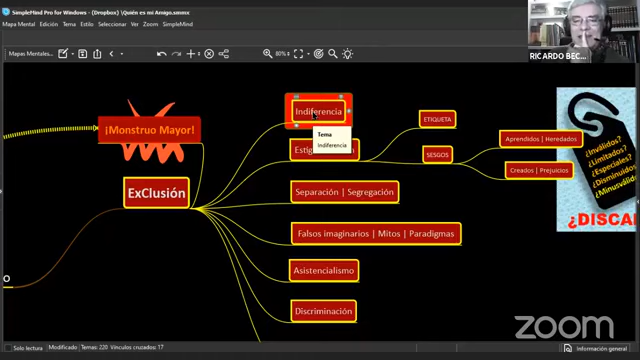 SimpleMind Pro for Windows - (Dropbox) \Quién es mi Amigo.smmx
Mapa Mental Edición Tema Estilo Seleccionar Ver Zoom SimpleMind
Mapas Mentales...
80%
RICARDO BEC...
¡Monstruo Mayor!
ExClusión
Indiferencia
Tema
Indiferencia
ETIQUETA
SESGOS
Aprendidos | Heredados
Creados | Prejuicios
Separación | Segregación
Falsos imaginarios | Mitos | Paradigmas
Asistencialismo
Discriminación
O
¿Inválidos?
¿Limitados?
¿Especiales?
¿Disminuidos
¿Minusválid
¿DISCA
zoom
Solo lectura Modificado Temas: 220 Vínculos cruzados: 17
Información general